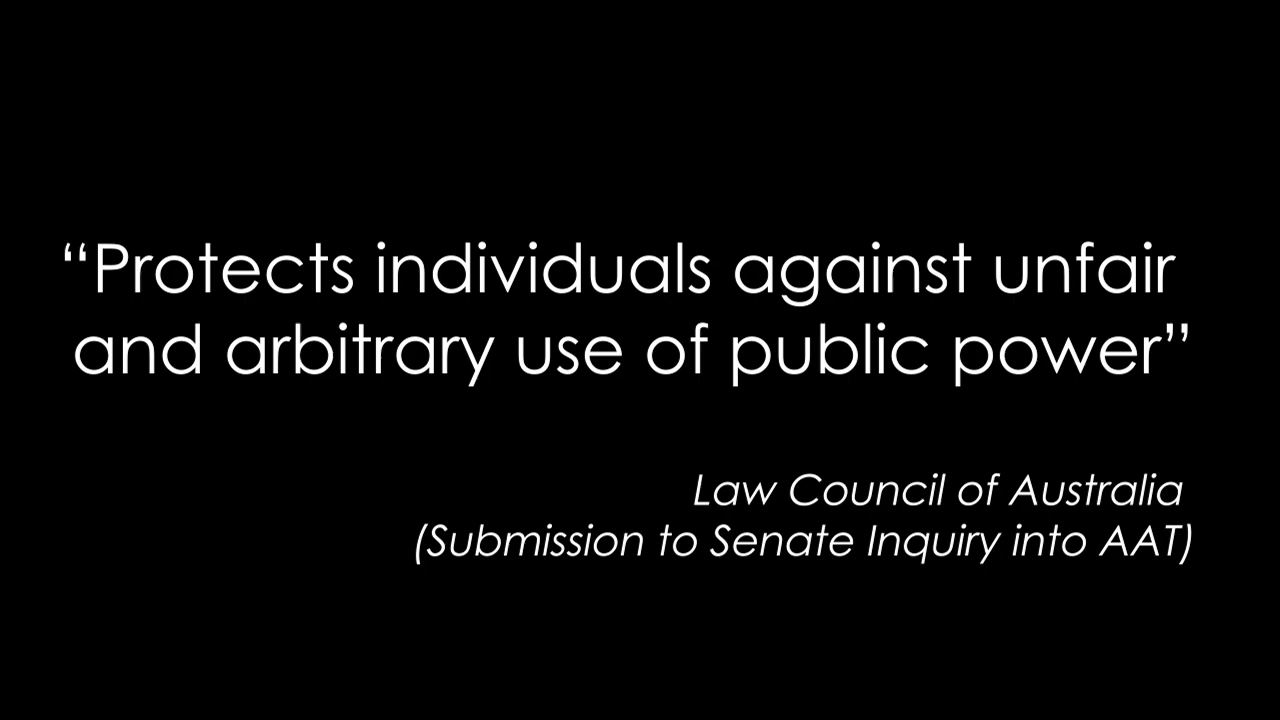 “Protects individuals against unfair
and arbitrary use of public power”
Law Council of Australia
(Submission to Senate Inquiry into AAT)